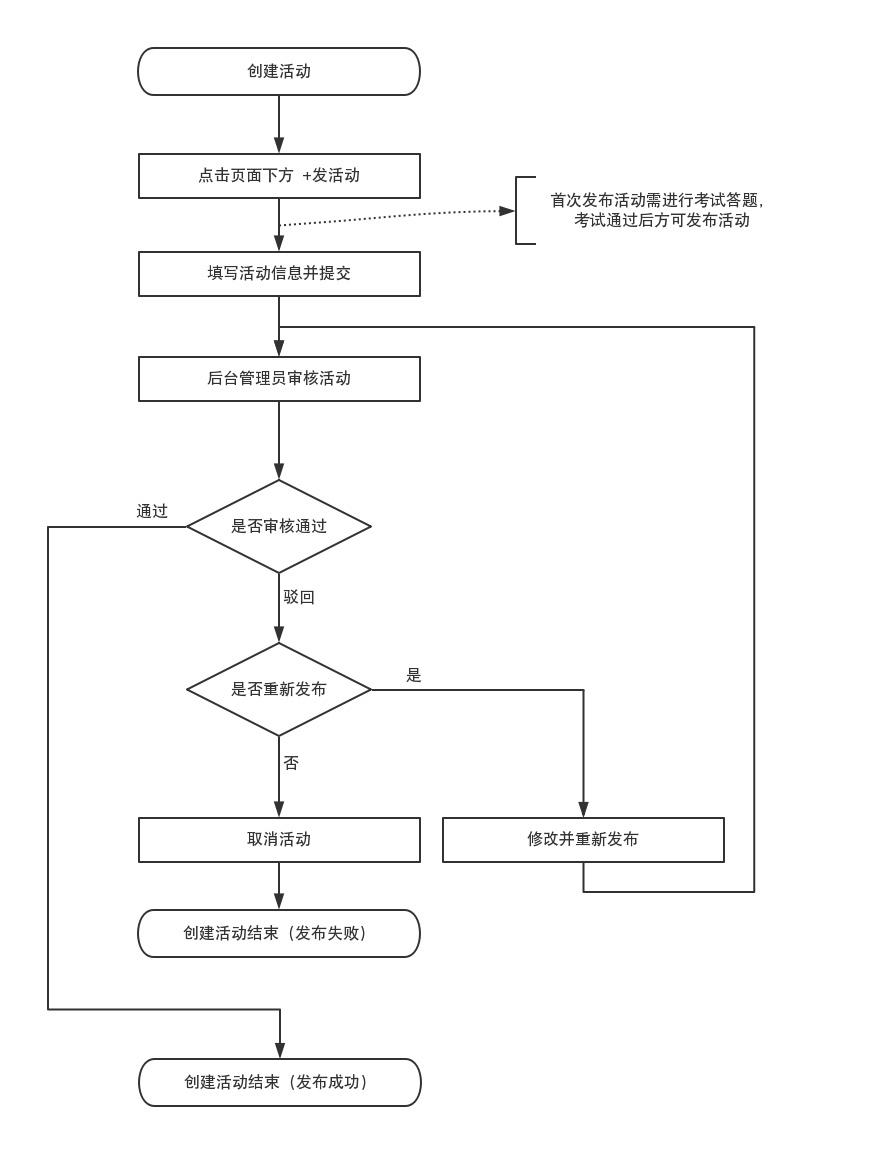 创建活动
点击页面下方 +发活动
首次发布活动需进行考试答题,
考试通过后方可发布活动
填写活动信息并提交
后台管理员审核活动
通过
是否审核通过
驳回
是
是否重新发布
否
取消活动
修改并重新发布
创建活动结束（发布失败）
创建活动结束（发布成功）